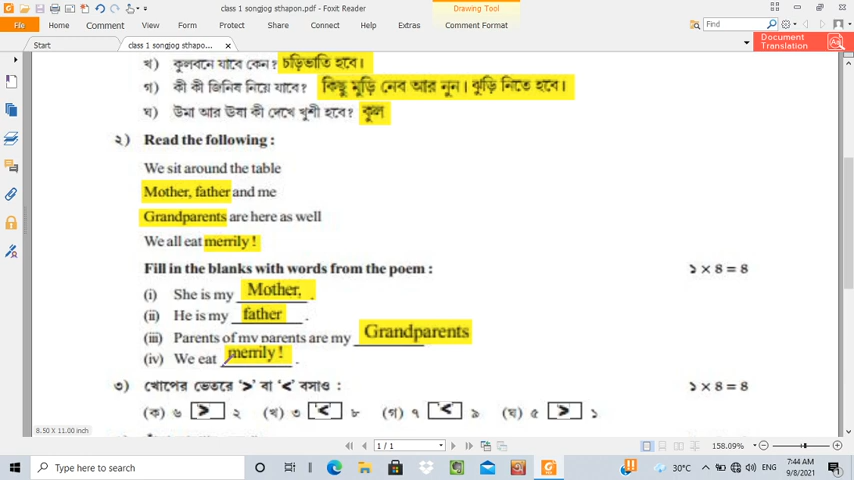 class 1 songjog sthapon.pdf - Foxit Reader
Drawing Tool
File Home Comment View Form Protect Share Connect Help Extras Comment Format Find
Start class 1 songjog sthapon.p... Document Translation
খ) কুলবনে যাবে কেন? চড়িভাতি হবে।
গ) কী কী জিনিষ নিয়ে যাবে? কিছু মুড়ি নেব আর নুন। ঝুড়ি নিতে হবে।
ঘ) উমা আর ঊষা কী দেখে খুশী হবে? কুল
২) Read the following :
We sit around the table
Mother, father and me
Grandparents are here as well
We all eat merrily !
Fill in the blanks with words from the poem : ১ × ৪ = ৪
(i) She is my Mother, .
(ii) He is my father .
(iii) Parents of my parents are my Grandparents
(iv) We eat merrily ! .
৩) খোপের ভেতরে '>' বা '<' বসাও : ১ × ৪ = ৪
(ক) ৬ > ২ (খ) ৩ < ৮ (গ) ৭ < ৯ (ঘ) ৫ > ১
8.50 X 11.00 inch
1 / 1 158.09%
Type here to search 30°C ENG 7:44 AM 9/8/2021